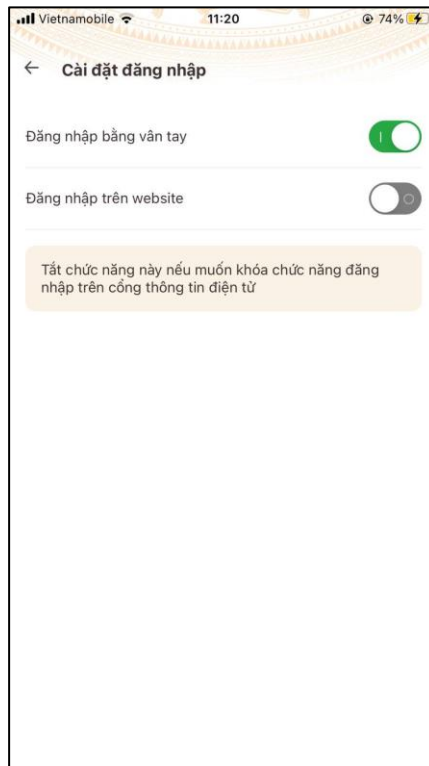 Vietnamobile 11:20 74%
Cài đặt đăng nhập
Đăng nhập bằng vân tay
Đăng nhập trên website
Tắt chức năng này nếu muốn khóa chức năng đăng
nhập trên cổng thông tin điện tử